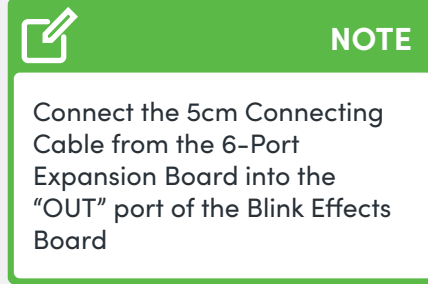 NOTE
Connect the 5cm Connecting
Cable from the 6-Port
Expansion Board into the
“OUT” port of the Blink Effects
Board